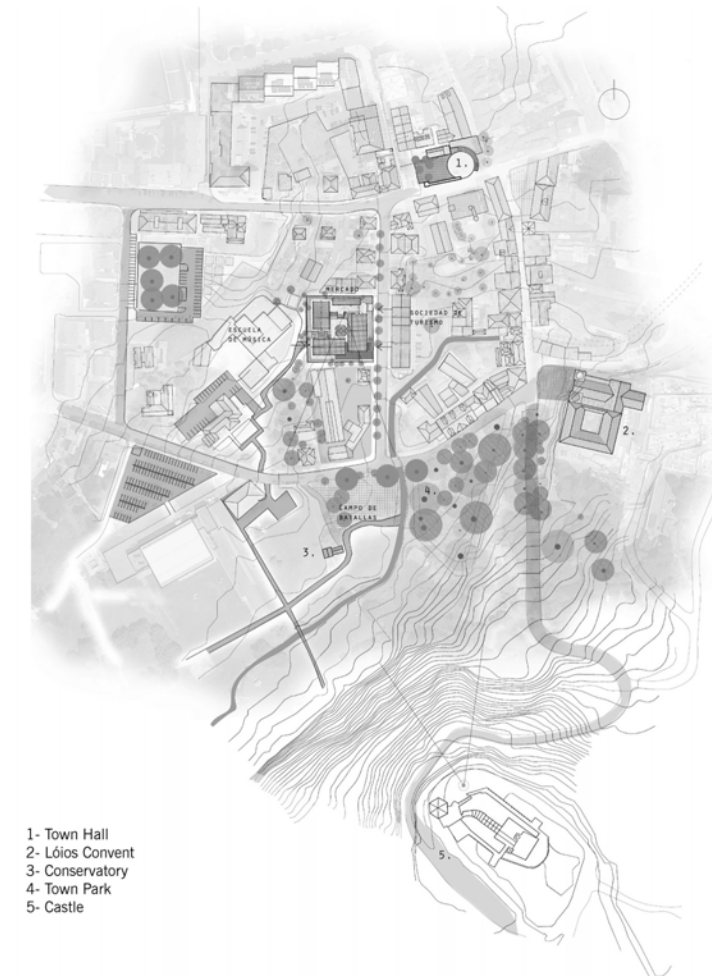 1.
MERCADO
SOCIEDAD DE
TURISMO
ESCUELA
DE MÚSICA
2.
4.
CAMPO DE
BATALLAS
3.
5.
1- Town Hall
2- Lóios Convent
3- Conservatory
4- Town Park
5- Castle